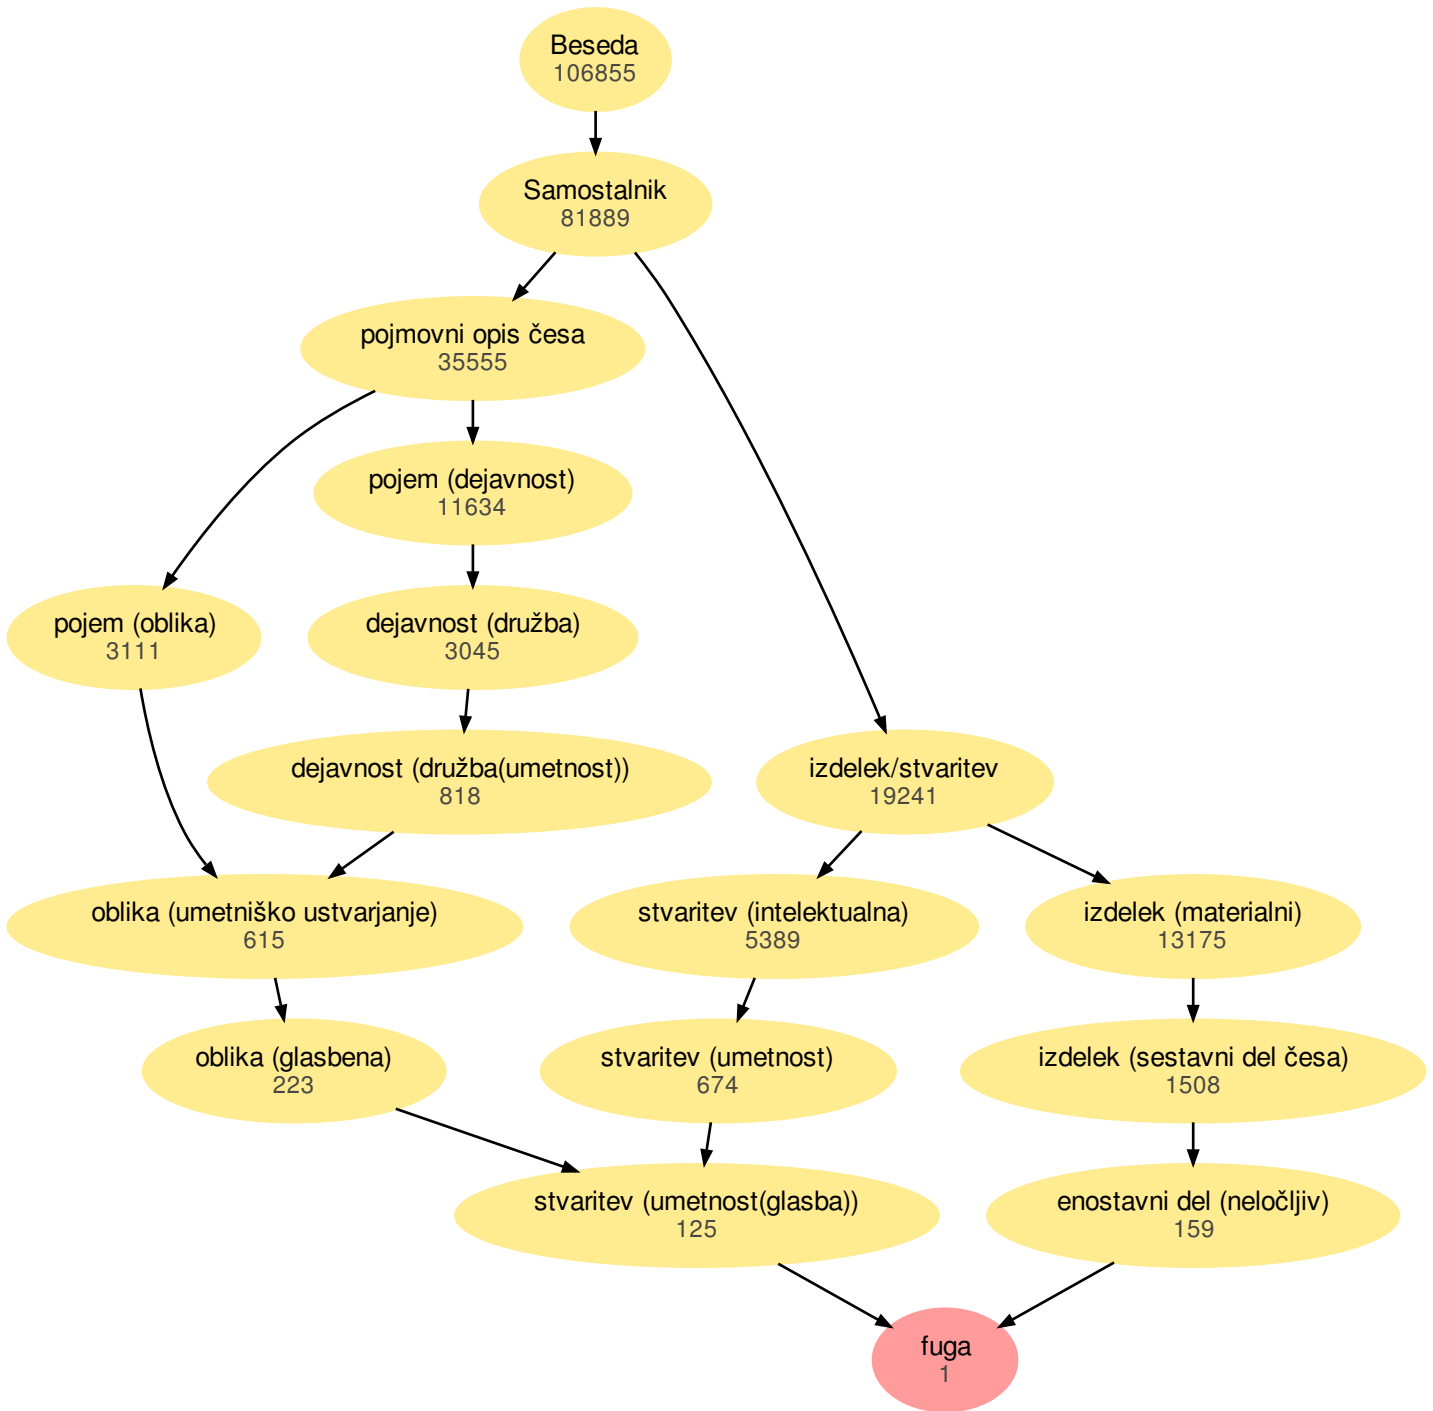 Beseda
106855
Samostalnik
81889
pojmovni opis česa
35555
pojem (dejavnost)
11634
pojem (oblika)
3111
dejavnost (družba)
3045
dejavnost (družba(umetnost))
818
izdelek/stvaritev
19241
oblika (umetniško ustvarjanje)
615
stvaritev (intelektualna)
5389
izdelek (materialni)
13175
oblika (glasbena)
223
stvaritev (umetnost)
674
izdelek (sestavni del česa)
1508
stvaritev (umetnost(glasba))
125
enostavni del (neločljiv)
159
fuga
1